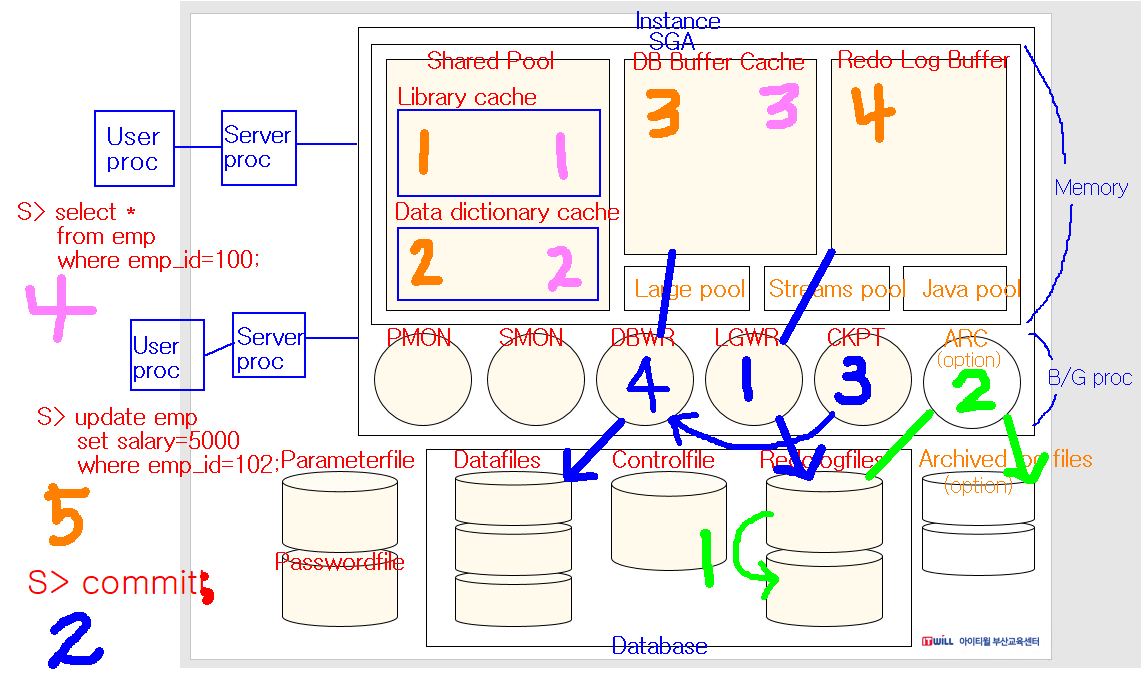 Instance
SGA
Shared Pool
DB Buffer Cache
Redo Log Buffer
Library cache
1
1
3
3
4
User
proc
Server
proc
Memory
S> select *
from emp
where emp_id=100;
4
Data dictionary cache
2
2
Large pool
Streams pool
Java pool
User
proc
Server
proc
PMON
SMON
DBWR
4
LGWR
1
CKPT
3
ARC
(option)
2
B/G proc
S> update emp
set salary=5000
where emp_id=102;
5
Parameterfile
Passwordfile
Datafiles
Controlfile
Redologfiles
1
Archived log files
(option)
S> commit;
2
Database
ITWILL 아이티윌 부산교육센터